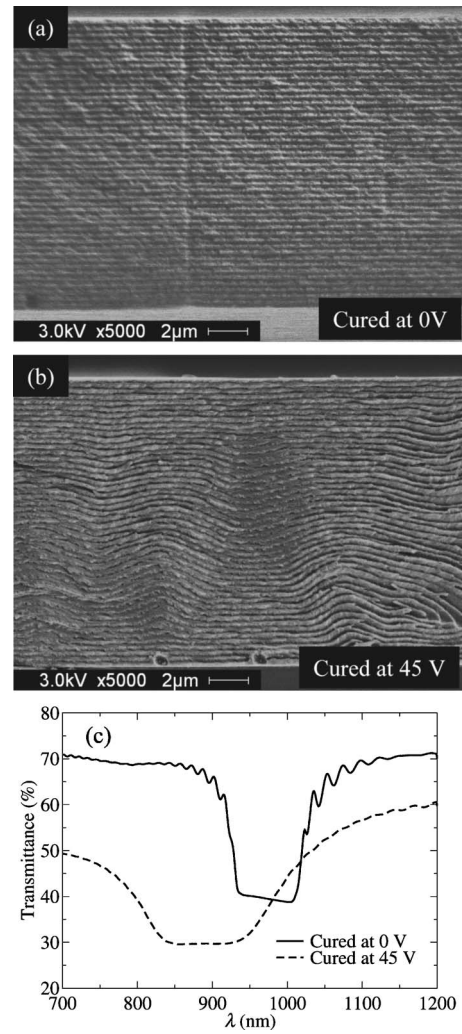 (a)
3.0kV x5000 2µm
Cured at 0V
(b)
3.0kV x5000 2µm
Cured at 45 V
(c)
80
70
60
50
40
30
20
Transmittance (%)
Cured at 0 V
Cured at 45 V
700 800 900 1000 1100 1200
λ (nm)